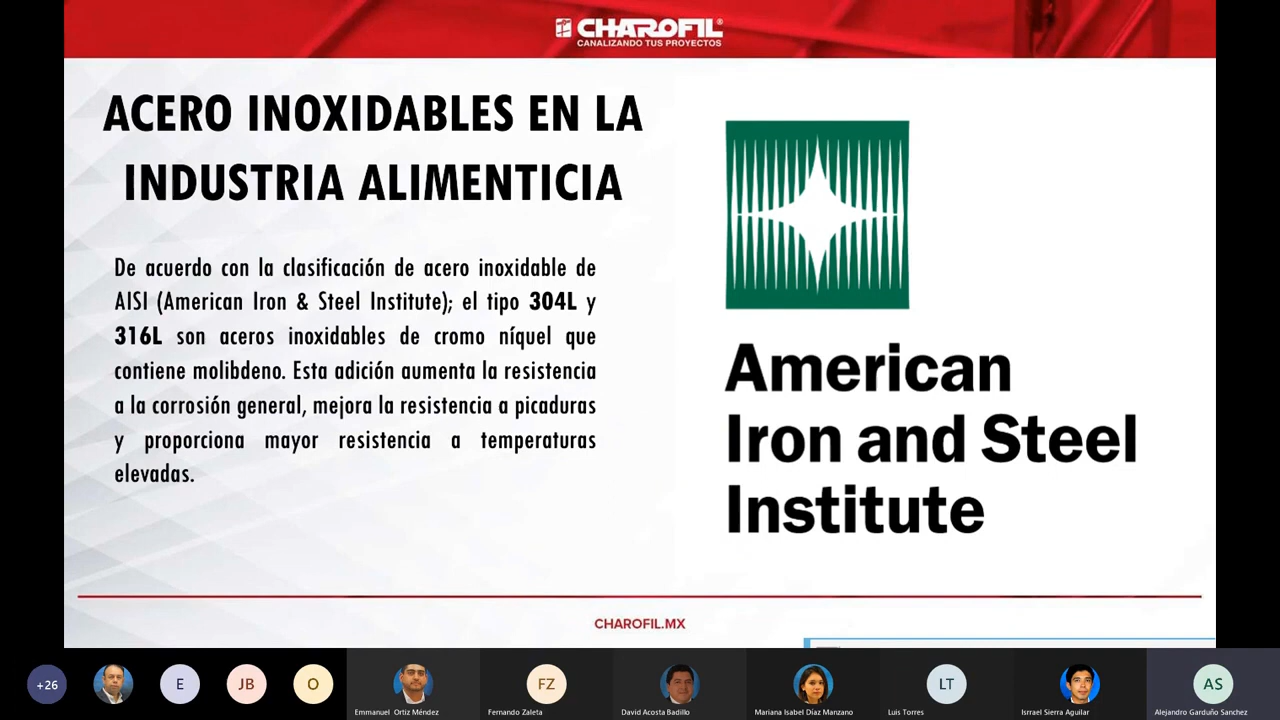 CHAROFIL®
CANALIZANDO TUS PROYECTOS
ACERO INOXIDABLES EN LA
INDUSTRIA ALIMENTICIA
De acuerdo con la clasificación de acero inoxidable de
AISI (American Iron & Steel Institute); el tipo 304L y
316L son aceros inoxidables de cromo níquel que
contiene molibdeno. Esta adición aumenta la resistencia
a la corrosión general, mejora la resistencia a picaduras
y proporciona mayor resistencia a temperaturas
elevadas.
American
Iron and Steel
Institute
CHAROFIL.MX
+26
E
JB
O
Emmanuel Ortiz Méndez
FZ
Fernando Zaleta
David Acosta Badillo
Mariana Isabel Díaz Manzano
LT
Luis Torres
Isrrael Sierra Aguilar
AS
Alejandro Garduño Sanchez